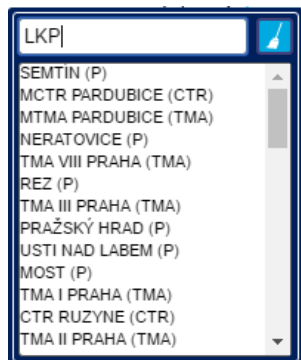 LKP
SEMTÍN (P)
MCTR PARDUBICE (CTR)
MTMA PARDUBICE (TMA)
NERATOVICE (P)
TMA VIII PRAHA (TMA)
REZ (P)
TMA III PRAHA (TMA)
PRAŽSKÝ HRAD (P)
USTI NAD LABEM (P)
MOST (P)
TMA I PRAHA (TMA)
CTR RUZYNE (CTR)
TMA II PRAHA (TMA)